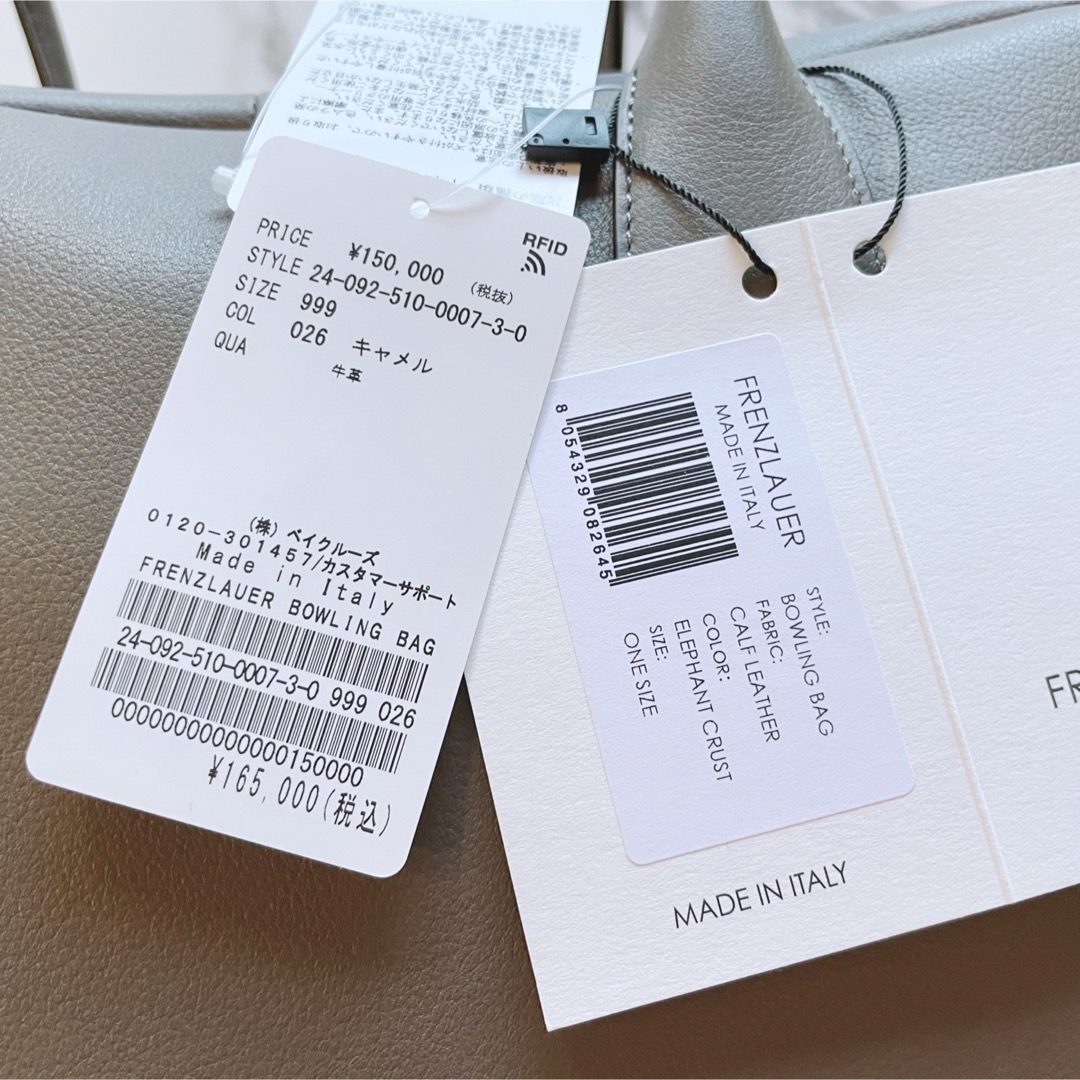 PRICE ¥150,000 (税抜)
STYLE 24-092-510-0007-3-0
SIZE 999
COL 026 キャメル
QUA 牛革
RFID
(株)ベイクルーズ
0120-301457/カスタマーサポート
Made in Italy
FRENZLAUER BOWLING BAG
24-092-510-0007-3-0 999 026
0000000000000150000
¥165,000(税込)
FRENZLAUER
MADE IN ITALY
8 054329 082645
STYLE:
BOWLING BAG
FABRIC:
CALF LEATHER
COLOR:
ELEPHANT CRUST
SIZE:
ONE SIZE
MADE IN ITALY
FR